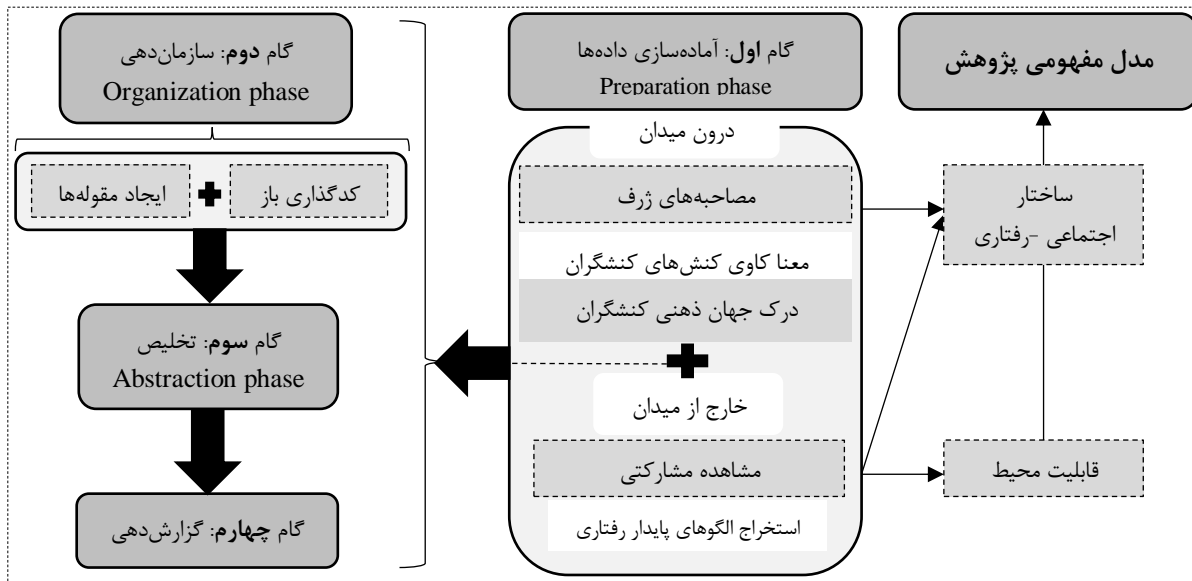 مدل مفهومی پژوهش
ساختار
اجتماعی -رفتاری
قابلیت محیط
گام اول: آماده‌سازی داده‌ها
Preparation phase
درون میدان
مصاحبه‌های ژرف
معنا کاوی کنش‌های کنشگران
درک جهان ذهنی کنشگران
خارج از میدان
مشاهده مشارکتی
استخراج الگوهای پایدار رفتاری
گام دوم: سازمان‌دهی
Organization phase
کدگذاری باز
ایجاد مقوله‌ها
گام سوم: تخلیص
Abstraction phase
گام چهارم: گزارش‌دهی